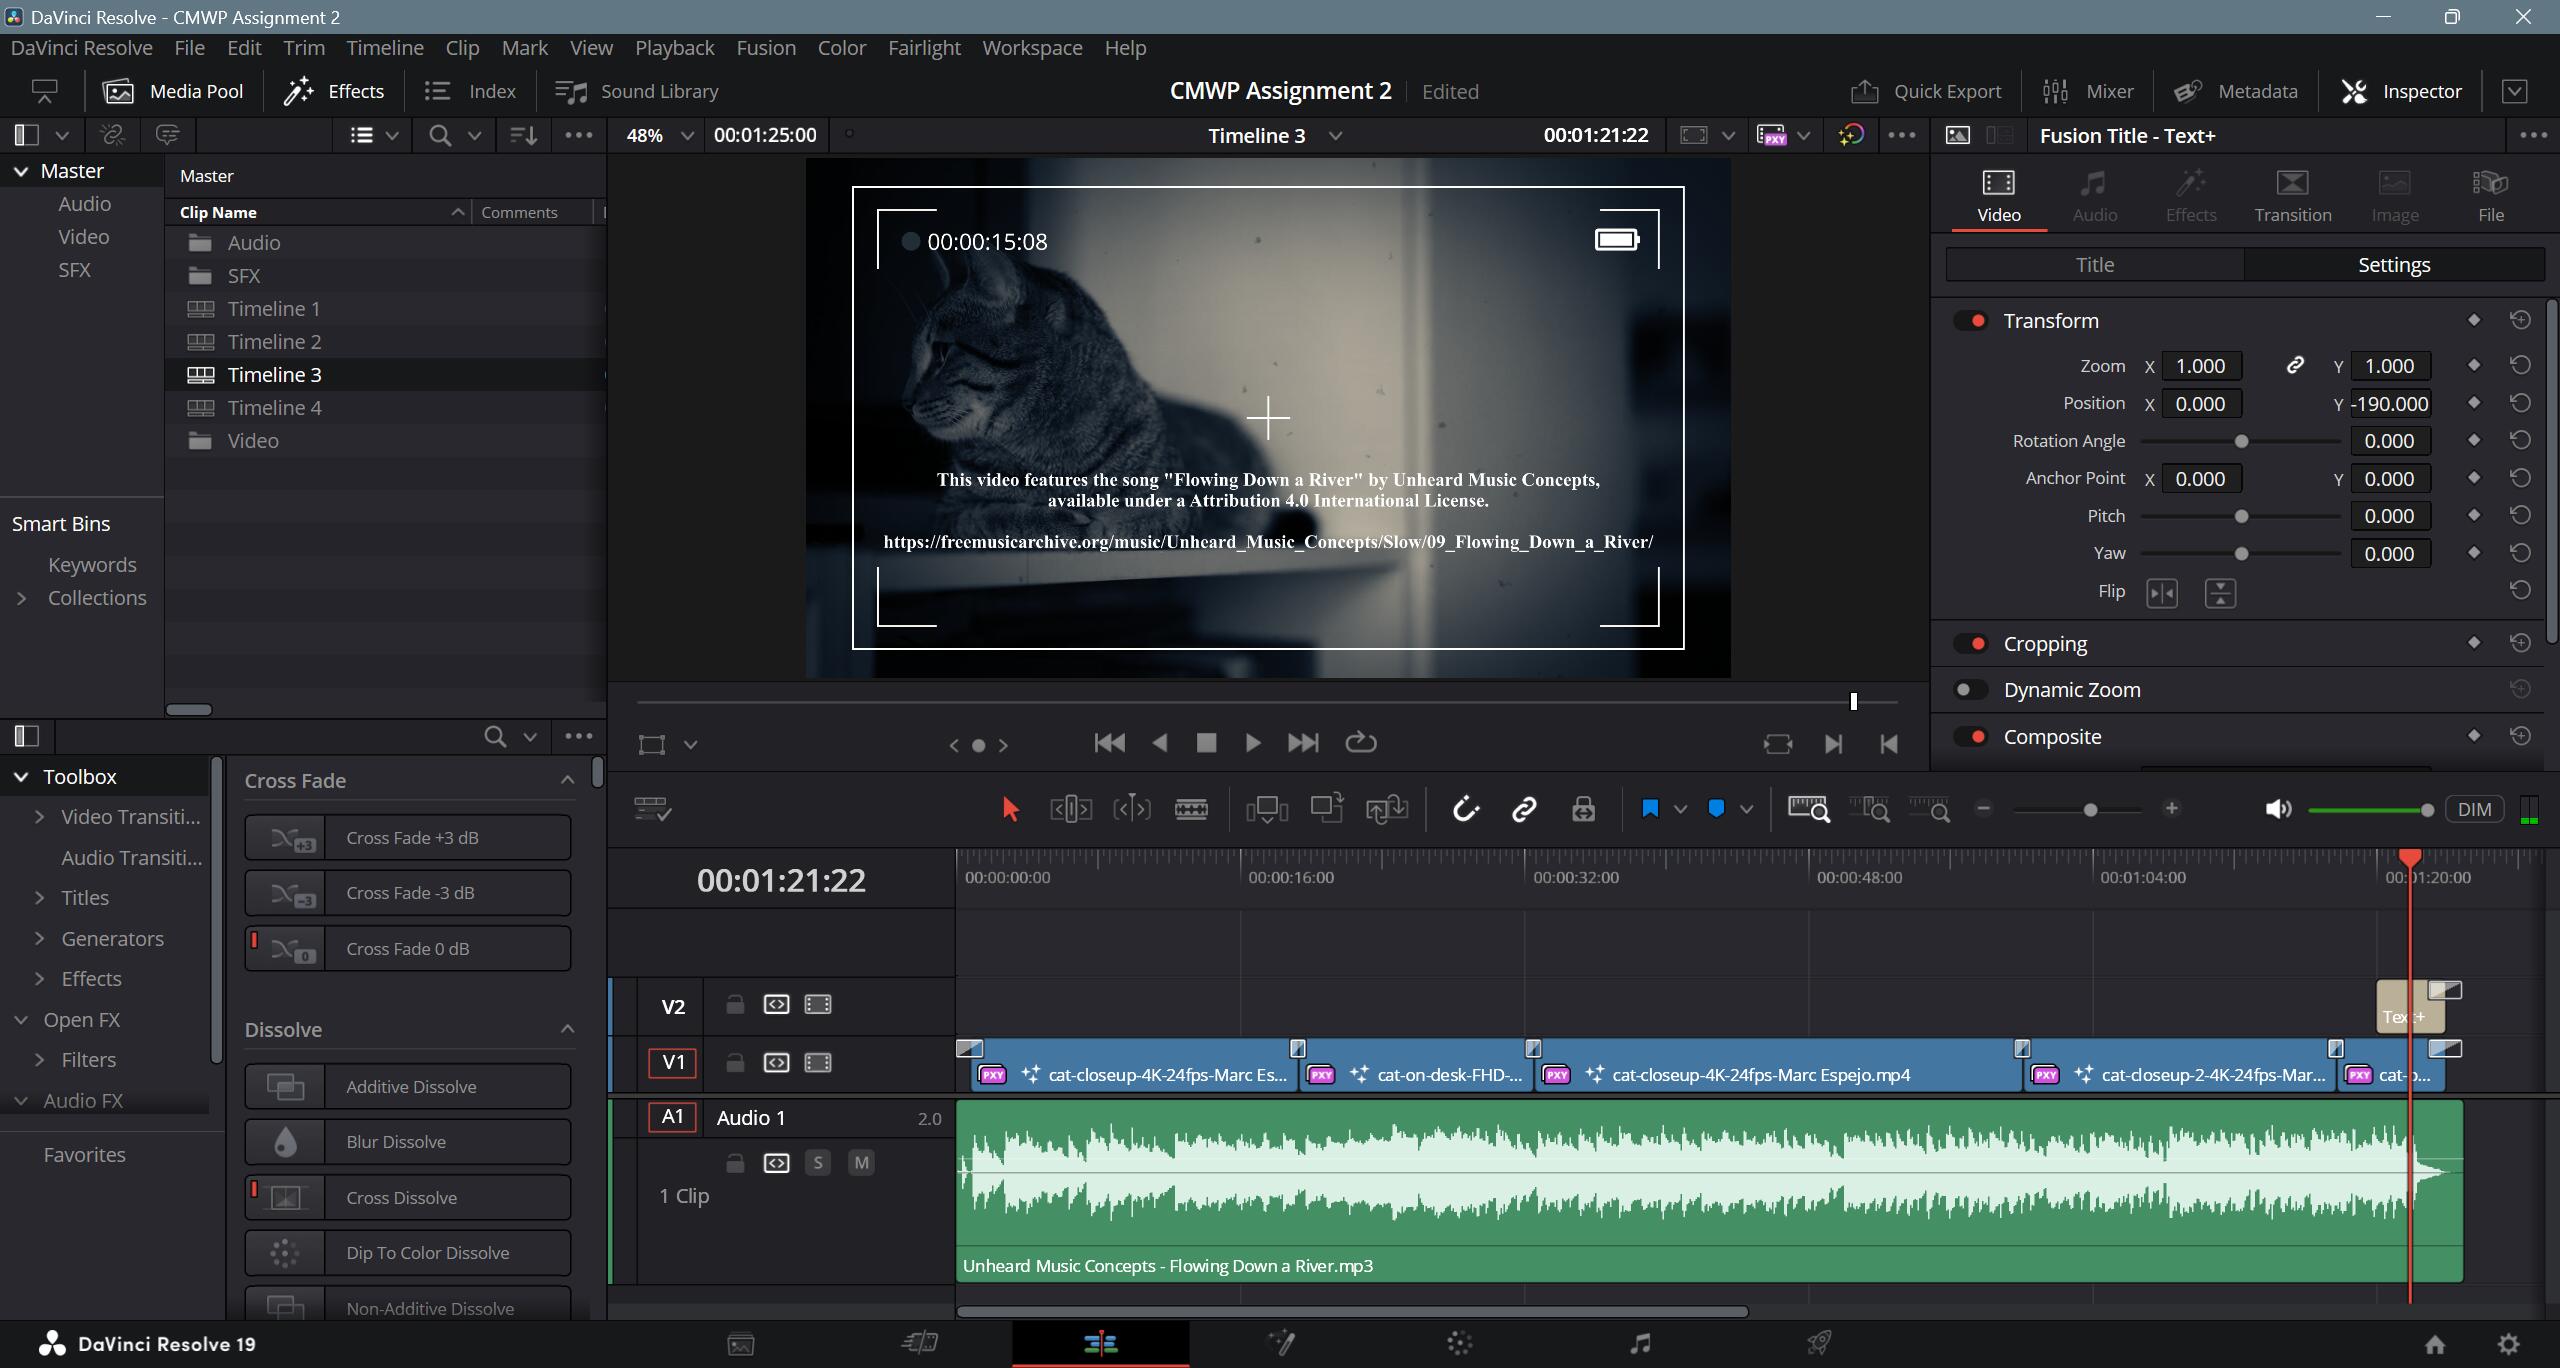 DaVinci Resolve - CMWP Assignment 2
DaVinci Resolve File Edit Trim Timeline Clip Mark View Playback Fusion Color Fairlight Workspace Help
Media Pool Effects Index Sound Library CMWP Assignment 2 Edited Quick Export Mixer Metadata Inspector
48% 00:01:25:00 Timeline 3 00:01:21:22 PXY Fusion Title - Text+
Master
Audio
Video
SFX
Smart Bins
Keywords
Collections
Master
Clip Name Comments
Audio
SFX
Timeline 1
Timeline 2
Timeline 3
Timeline 4
Video
00:00:15:08
This video features the song "Flowing Down a River" by Unheard Music Concepts,
available under a Attribution 4.0 International License.
https://freemusicarchive.org/music/Unheard_Music_Concepts/Slow/09_Flowing_Down_a_River/
Video Audio Effects Transition Image File
Title Settings
Transform
Zoom X 1.000 Y 1.000
Position X 0.000 Y -190.000
Rotation Angle 0.000
Anchor Point X 0.000 Y 0.000
Pitch 0.000
Yaw 0.000
Flip
Cropping
Dynamic Zoom
Composite
Toolbox
Video Transiti...
Audio Transiti...
Titles
Generators
Effects
Open FX
Filters
Audio FX
Favorites
Cross Fade
+3 Cross Fade +3 dB
-3 Cross Fade -3 dB
0 Cross Fade 0 dB
Dissolve
Additive Dissolve
Blur Dissolve
Cross Dissolve
Dip To Color Dissolve
Non-Additive Dissolve
DIM
00:01:21:22
00:00:00:00 00:00:16:00 00:00:32:00 00:00:48:00 00:01:04:00 00:01:20:00
V2
Text+
V1
PXY cat-closeup-4K-24fps-Marc Es... PXY cat-on-desk-FHD-... PXY cat-closeup-4K-24fps-Marc Espejo.mp4 PXY cat-closeup-2-4K-24fps-Mar... PXY
A1 Audio 1 2.0
S M
1 Clip
Unheard Music Concepts - Flowing Down a River.mp3
DaVinci Resolve 19